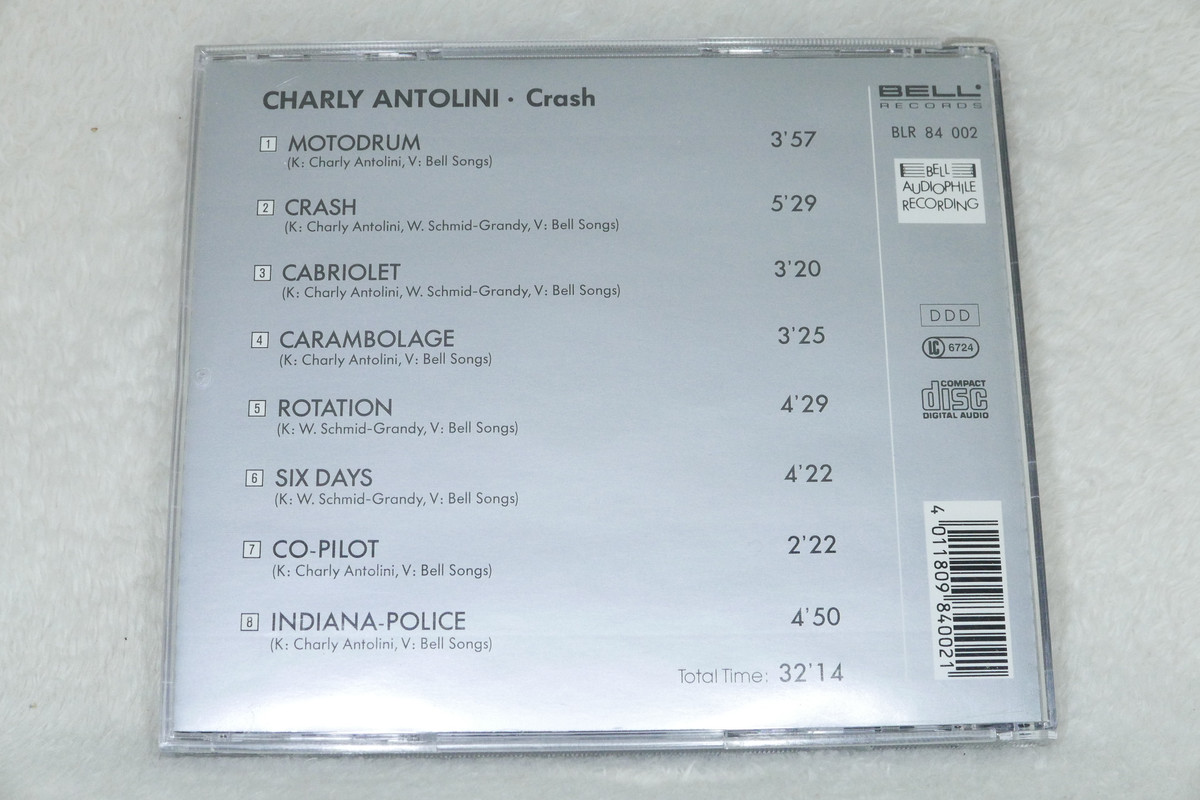 CHARLY ANTOLINI · Crash
1 MOTODRUM 3'57
(K: Charly Antolini, V: Bell Songs)
2 CRASH 5'29
(K: Charly Antolini, W. Schmid-Grandy, V: Bell Songs)
3 CABRIOLET 3'20
(K: Charly Antolini, W. Schmid-Grandy, V: Bell Songs)
4 CARAMBOLAGE 3'25
(K: Charly Antolini, V: Bell Songs)
5 ROTATION 4'29
(K: W. Schmid-Grandy, V: Bell Songs)
6 SIX DAYS 4'22
(K: W. Schmid-Grandy, V: Bell Songs)
7 CO-PILOT 2'22
(K: Charly Antolini, V: Bell Songs)
8 INDIANA-POLICE 4'50
(K: Charly Antolini, V: Bell Songs)
Total Time: 32'14
BELL
RECORDS
BLR 84 002
BELL
AUDIOPHILE
RECORDING
DDD
LC 6724
COMPACT
disc
DIGITAL AUDIO
4 011809 840021